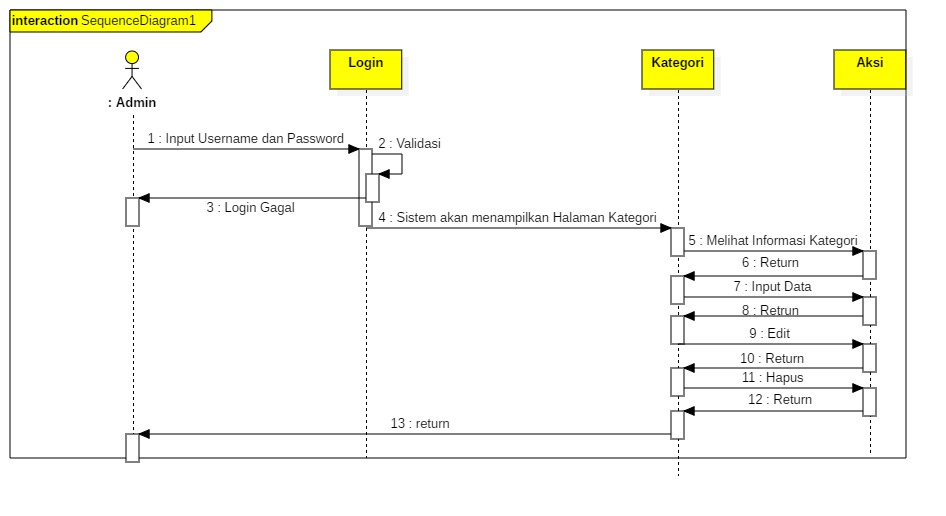 interaction SequenceDiagram1
: Admin
Login
Kategori
Aksi
1 : Input Username dan Password
2 : Validasi
3 : Login Gagal
4 : Sistem akan menampilkan Halaman Kategori
5 : Melihat Informasi Kategori
6 : Return
7 : Input Data
8 : Retrun
9 : Edit
10 : Return
11 : Hapus
12 : Return
13 : return